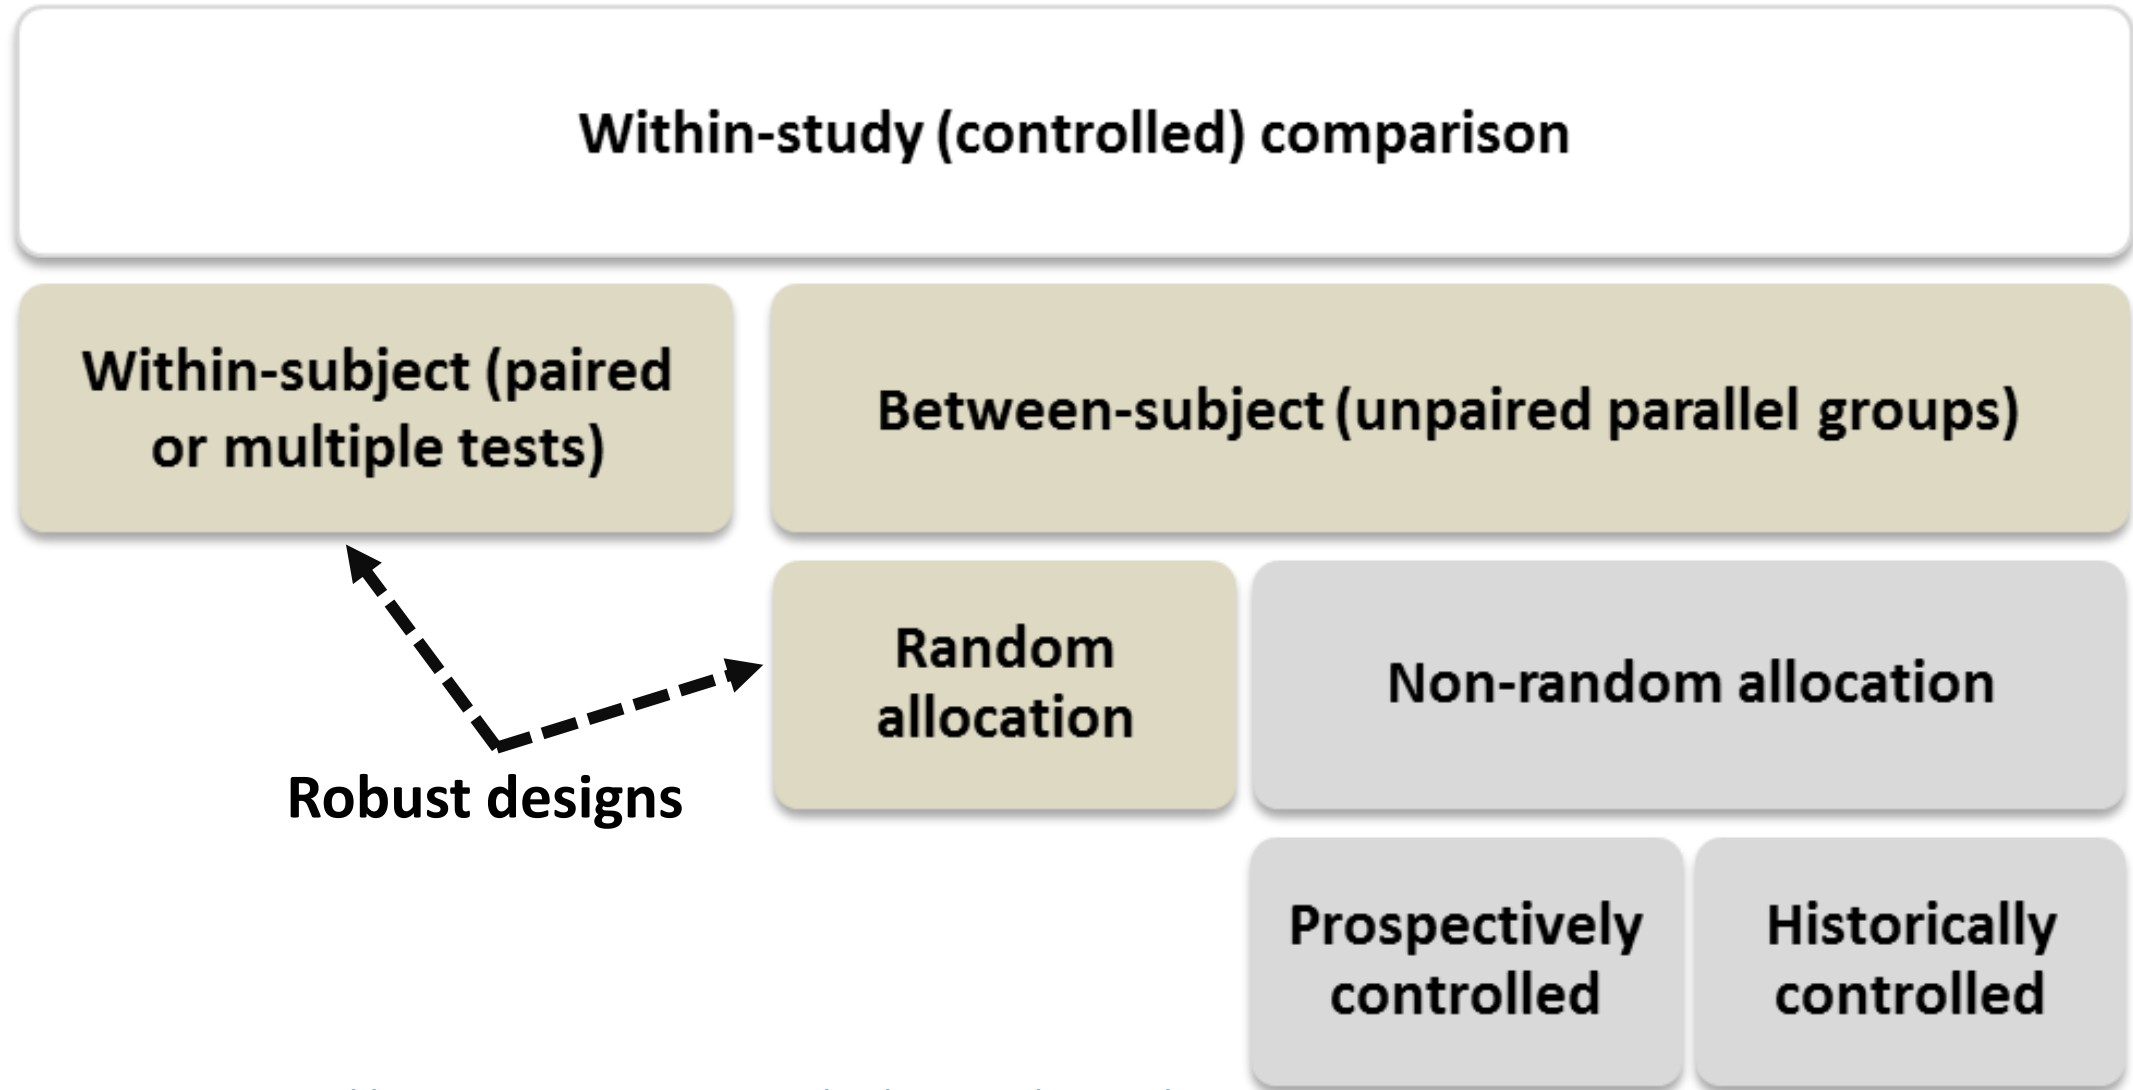 Within-study (controlled) comparison
Within-subject (paired
or multiple tests)
Between-subject (unpaired parallel groups)
Random
allocation
Non-random allocation
Robust designs
Prospectively
controlled
Historically
controlled